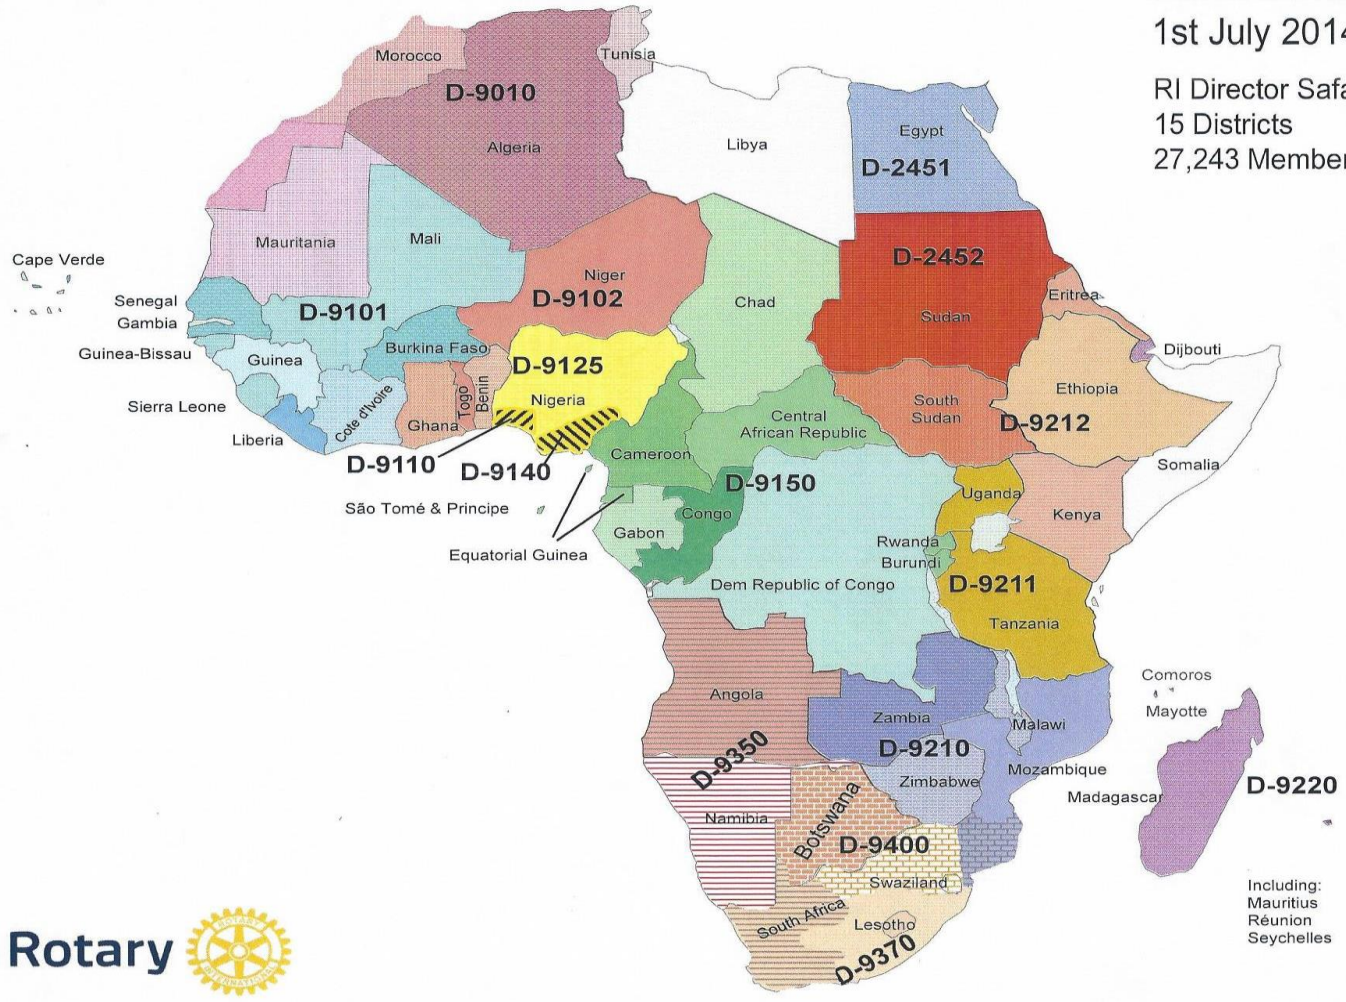 1st July 2014
RI Director Safa
15 Districts
27,243 Member
Morocco
Tunisia
D-9010
Algeria
Libya
Egypt
D-2451
Mauritania
Mali
Cape Verde
Niger
D-9102
Chad
D-2452
Sudan
Eritrea
Senegal
Gambia
D-9101
Guinea-Bissau
Guinea
Burkina Faso
D-9125
Nigeria
Djibouti
Ethiopia
Sierra Leone
Liberia
Cote d'Ivoire
Ghana
Togo
Benin
South
Sudan
D-9212
Central
African Republic
Cameroon
Somalia
D-9110
D-9140
D-9150
São Tomé & Principe
Equatorial Guinea
Gabon
Congo
Uganda
Kenya
Rwanda
Burundi
Dem Republic of Congo
D-9211
Tanzania
Angola
Comoros
Mayotte
Zambia
Malawi
D-9210
D-9350
Zimbabwe
Mozambique
Madagascar
D-9220
Namibia
Botswana
D-9400
Swaziland
South Africa
Lesotho
D-9370
Including:
Mauritius
Réunion
Seychelles
Rotary
ROTARY
INTERNATIONAL